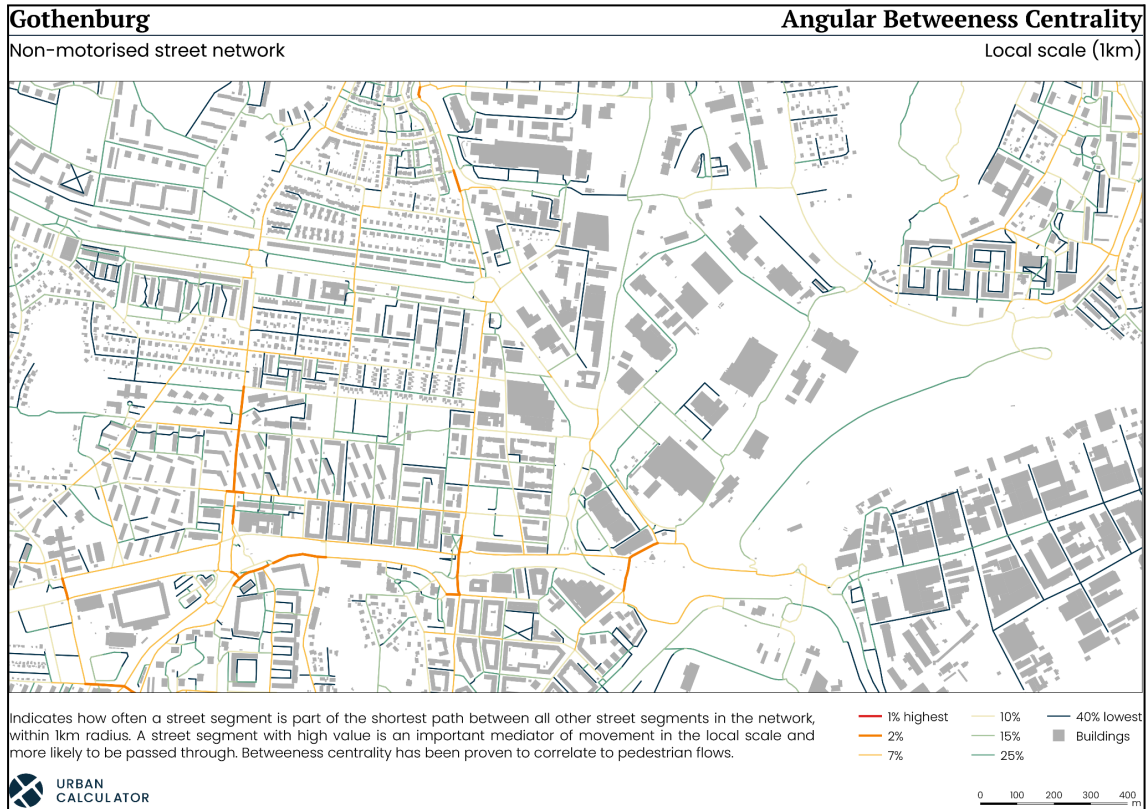 Gothenburg
Angular Betweeness Centrality
Non-motorised street network
Local scale (1km)
Indicates how often a street segment is part of the shortest path between all other street segments in the network,
within 1km radius. A street segment with high value is an important mediator of movement in the local scale and
more likely to be passed through. Betweeness centrality has been proven to correlate to pedestrian flows.
1% highest
2%
7%
10%
15%
25%
40% lowest
Buildings
URBAN
CALCULATOR
0 100 200 300 400
m